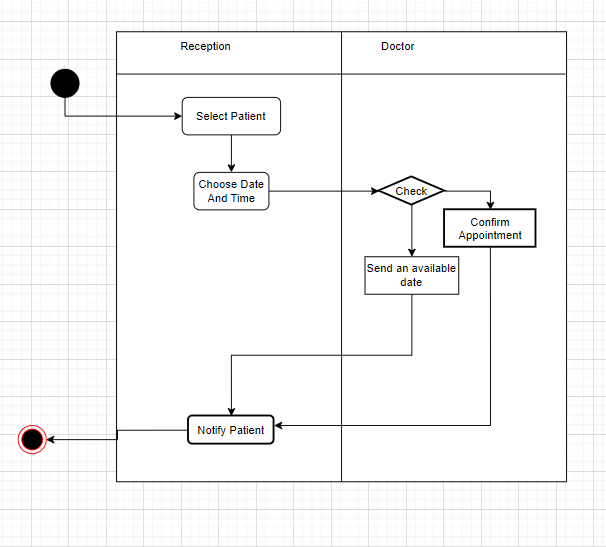 Reception
Doctor
Select Patient
Choose Date
And Time
Check
Confirm
Appointment
Send an available
date
Notify Patient